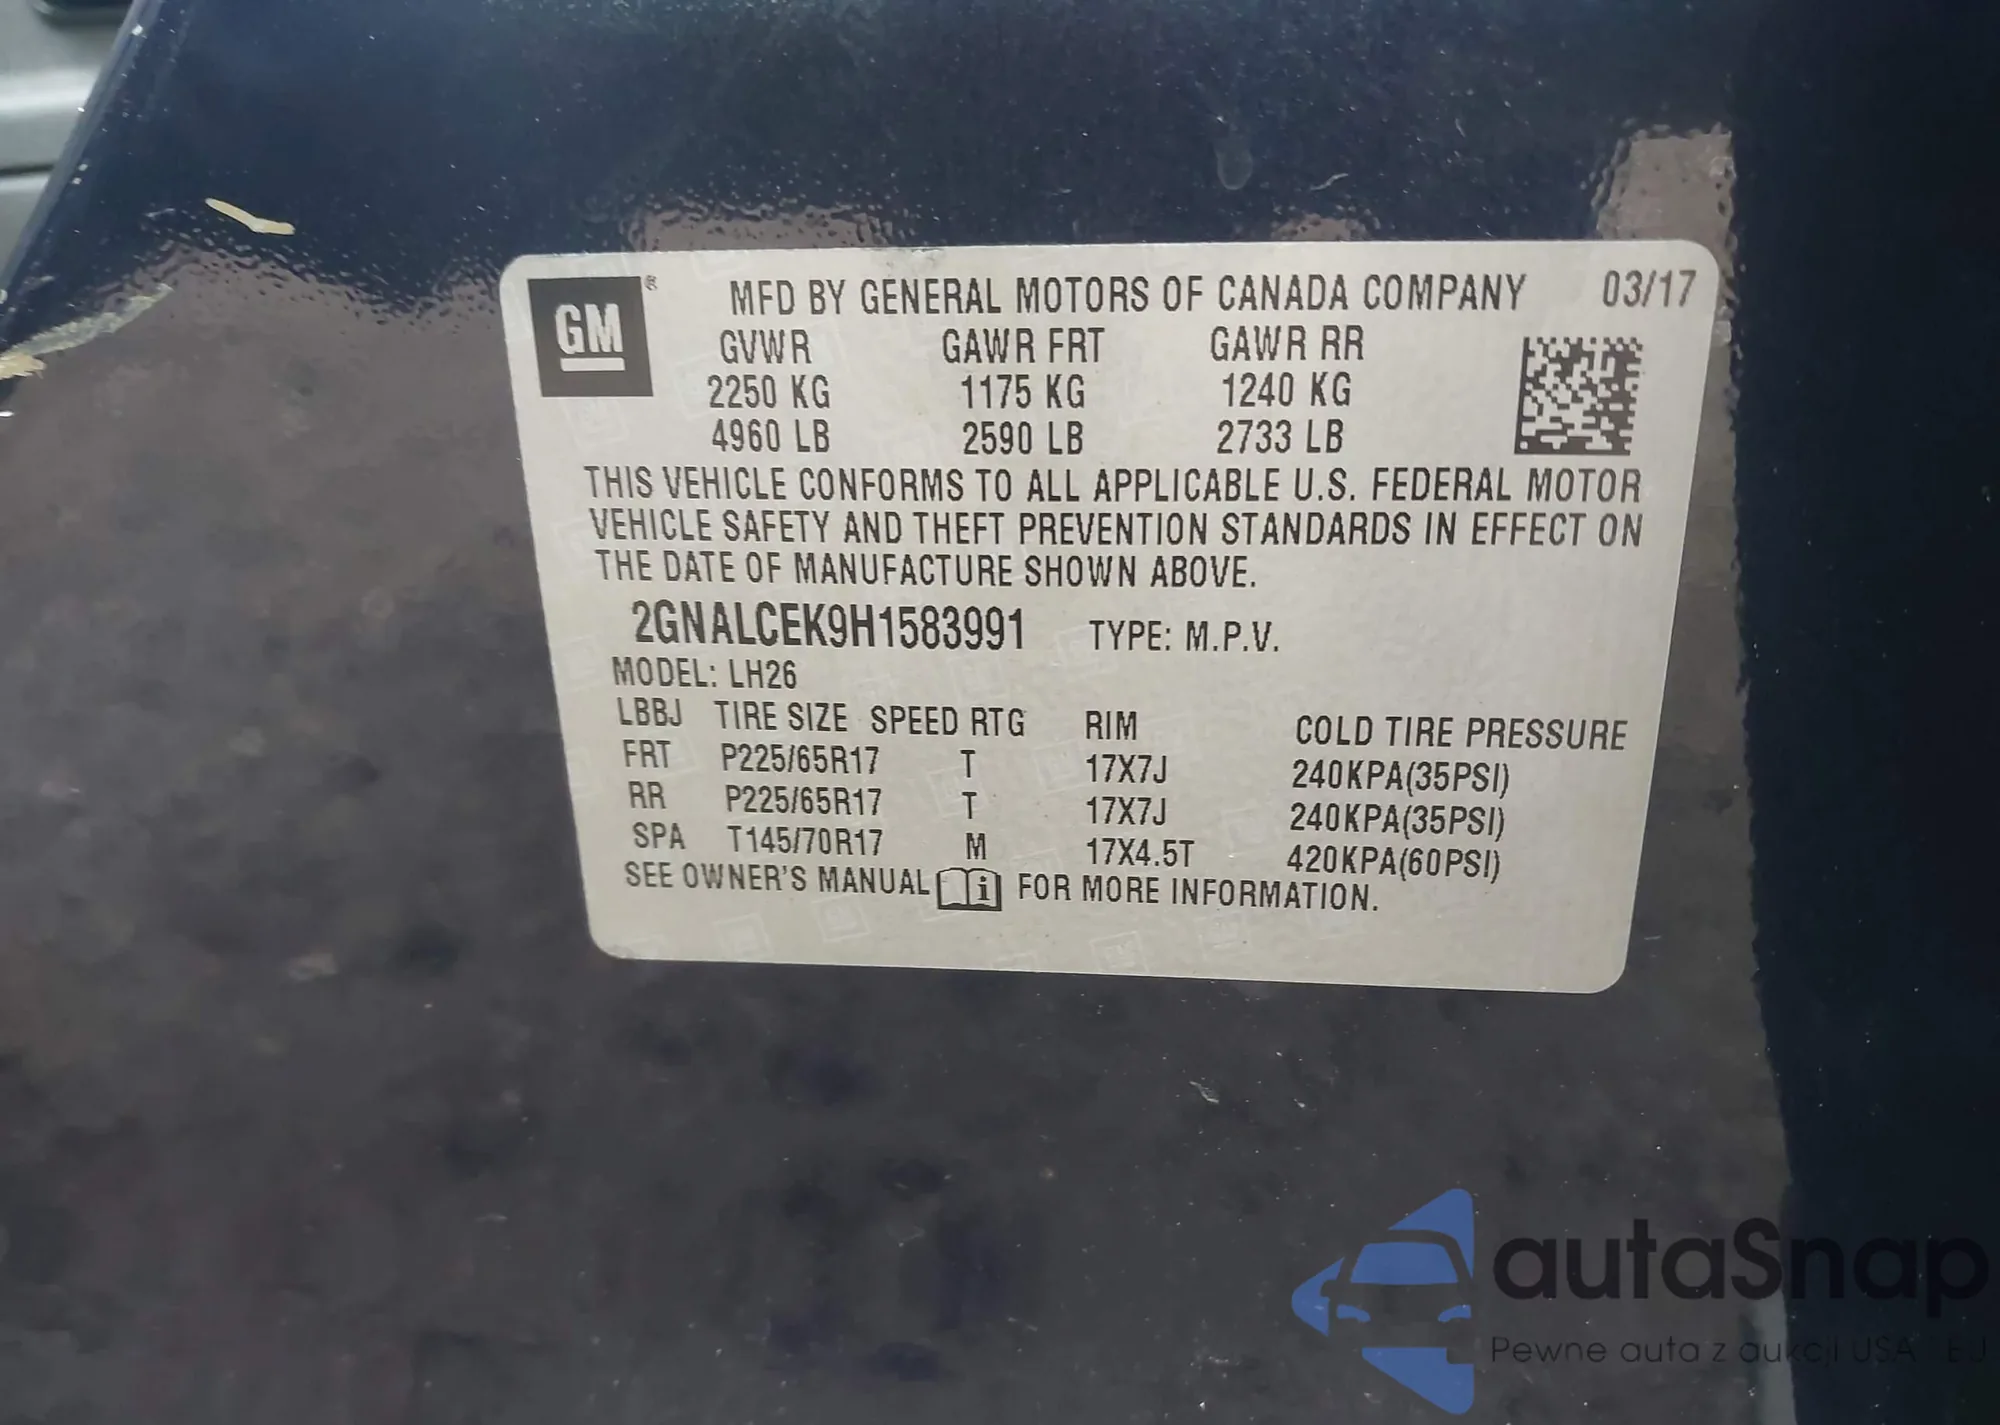 GM ® MFD BY GENERAL MOTORS OF CANADA COMPANY 03/17
GVWR GAWR FRT GAWR RR
2250 KG 1175 KG 1240 KG
4960 LB 2590 LB 2733 LB
THIS VEHICLE CONFORMS TO ALL APPLICABLE U.S. FEDERAL MOTOR
VEHICLE SAFETY AND THEFT PREVENTION STANDARDS IN EFFECT ON
THE DATE OF MANUFACTURE SHOWN ABOVE.
2GNALCEK9H1583991 TYPE: M.P.V.
MODEL: LH26
LBBJ TIRE SIZE SPEED RTG RIM COLD TIRE PRESSURE
FRT P225/65R17 T 17X7J 240KPA(35PSI)
RR P225/65R17 T 17X7J 240KPA(35PSI)
SPA T145/70R17 M 17X4.5T 420KPA(60PSI)
SEE OWNER'S MANUAL i FOR MORE INFORMATION.
autaSnap
Pewne auta z aukcji USA